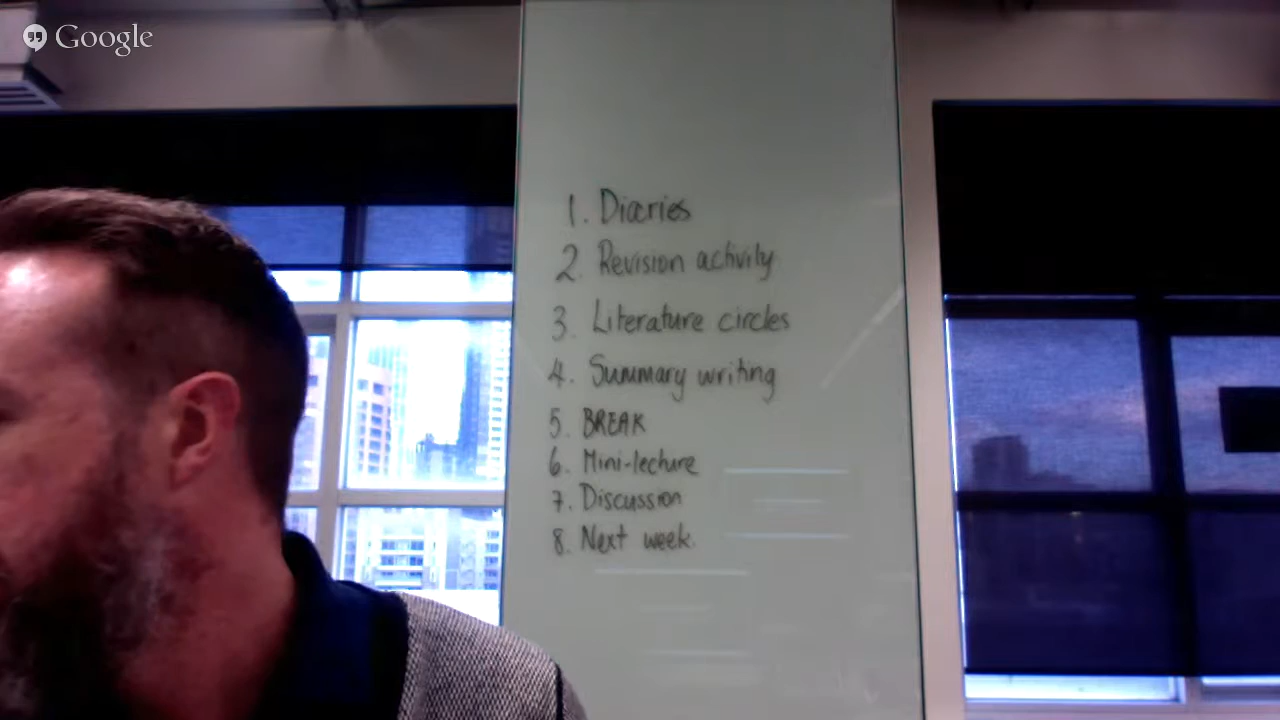 Google
1. Diaries
2. Revision activity
3. Literature circles
4. Summary writing
5. BREAK
6. Mini-lecture
7. Discussion
8. Next week.